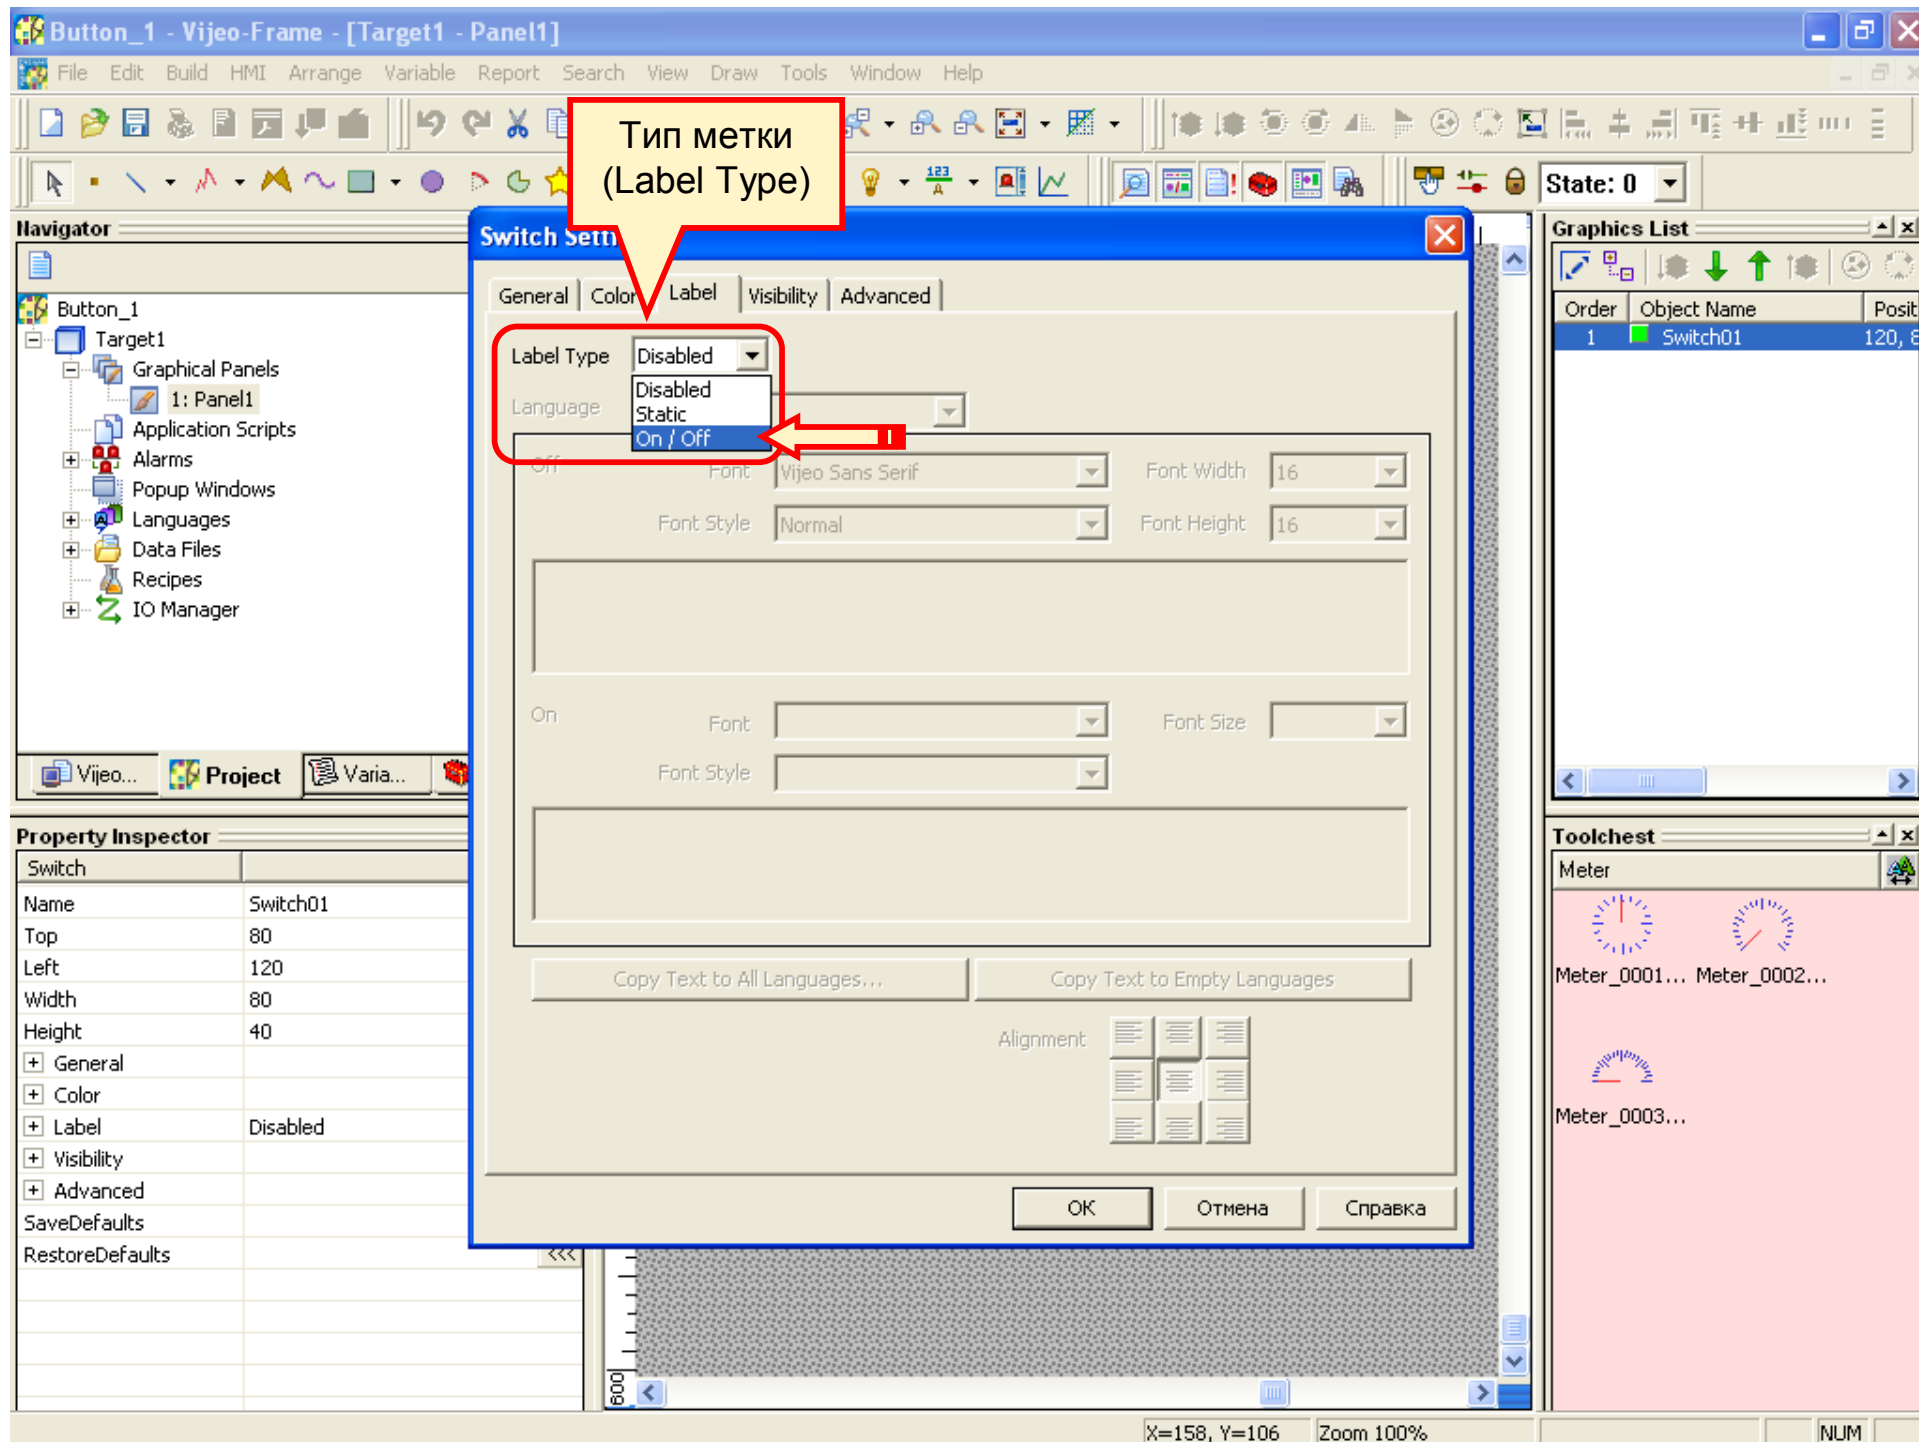 Button_1 - Vijeo-Frame - [Target1 - Panel1]
File Edit Build HMI Arrange Variable Report Search View Draw Tools Window Help
Тип метки
(Label Type)
123
A
State: 0
Navigator
Button_1
Target1
Graphical Panels
1: Panel1
Application Scripts
Alarms
Popup Windows
Languages
Data Files
Recipes
IO Manager
Vijeo... Project Varia...
Property Inspector
Switch
Name Switch01
Top 80
Left 120
Width 80
Height 40
General
Color
Label Disabled
Visibility
Advanced
SaveDefaults
RestoreDefaults <<<
Switch
General Color Label Visibility Advanced
Label Type Disabled
Disabled
Static
On / Off
Language
Off Font Vijeo Sans Serif Font Width 16
Font Style Normal Font Height 16
On Font Font Size
Font Style
Copy Text to All Languages... Copy Text to Empty Languages
Alignment
ОК Отмена Справка
600
Graphics List
Order Object Name Posit
1 Switch01 120, 8
Toolchest
Meter
Meter_0001... Meter_0002...
Meter_0003...
X=158, Y=106 Zoom 100% NUM